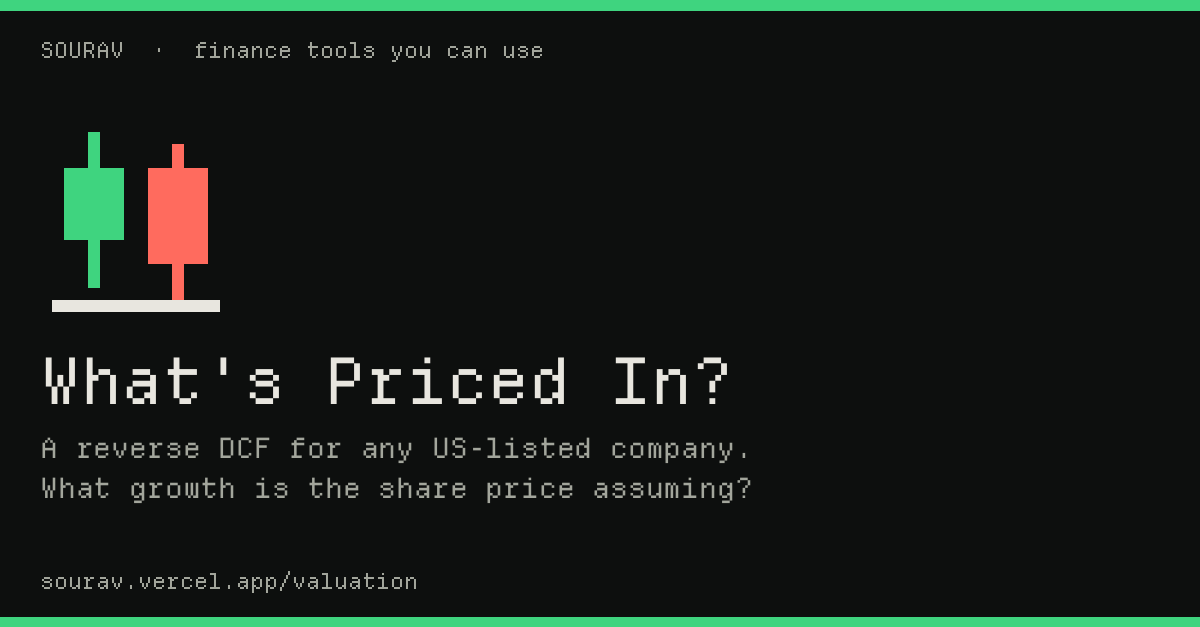 SOURAV · finance tools you can use
What's Priced In?
A reverse DCF for any US-listed company.
What growth is the share price assuming?
sourav.vercel.app/valuation